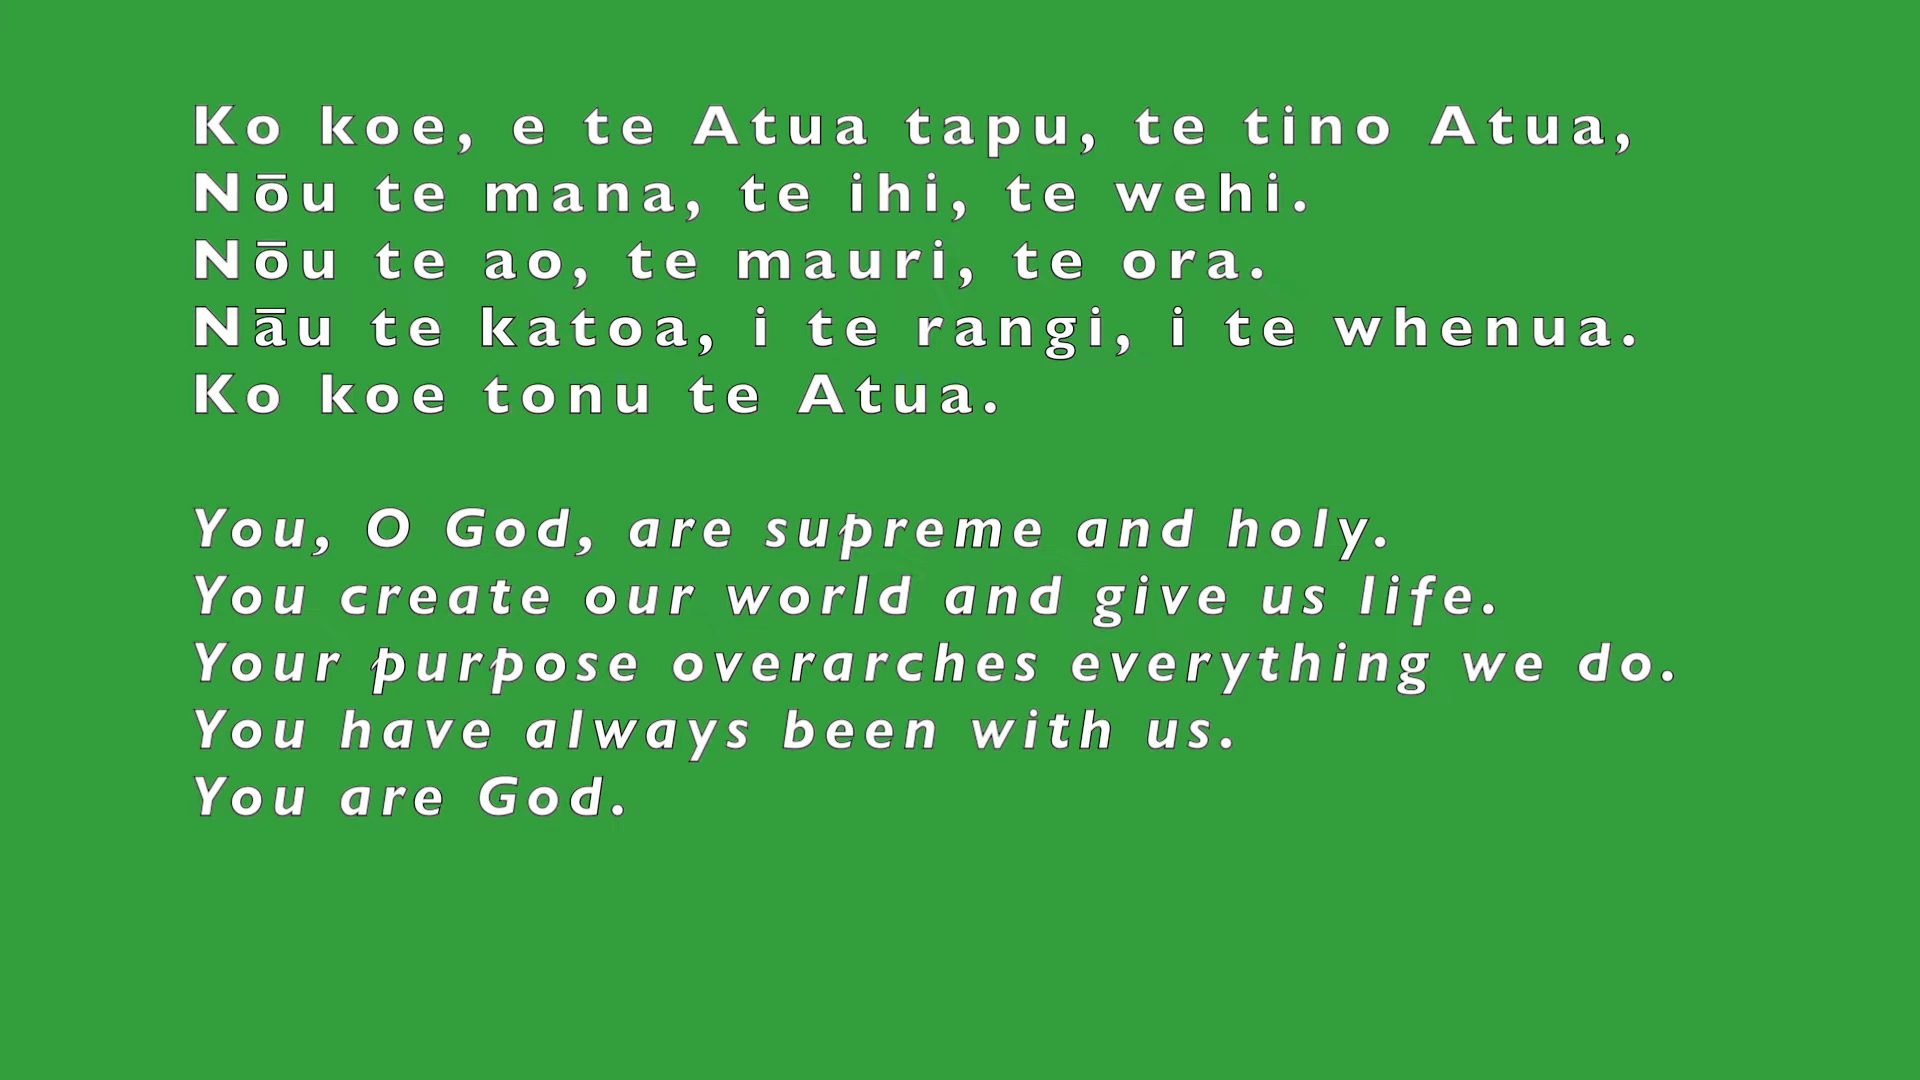 Ko koe, e te Atua tapu, te tino Atua,
Nōu te mana, te ihi, te wehi.
Nōu te ao, te mauri, te ora.
Nāu te katoa, i te rangi, i te whenua.
Ko koe tonu te Atua.
You, O God, are supreme and holy.
You create our world and give us life.
Your purpose overarches everything we do.
You have always been with us.
You are God.